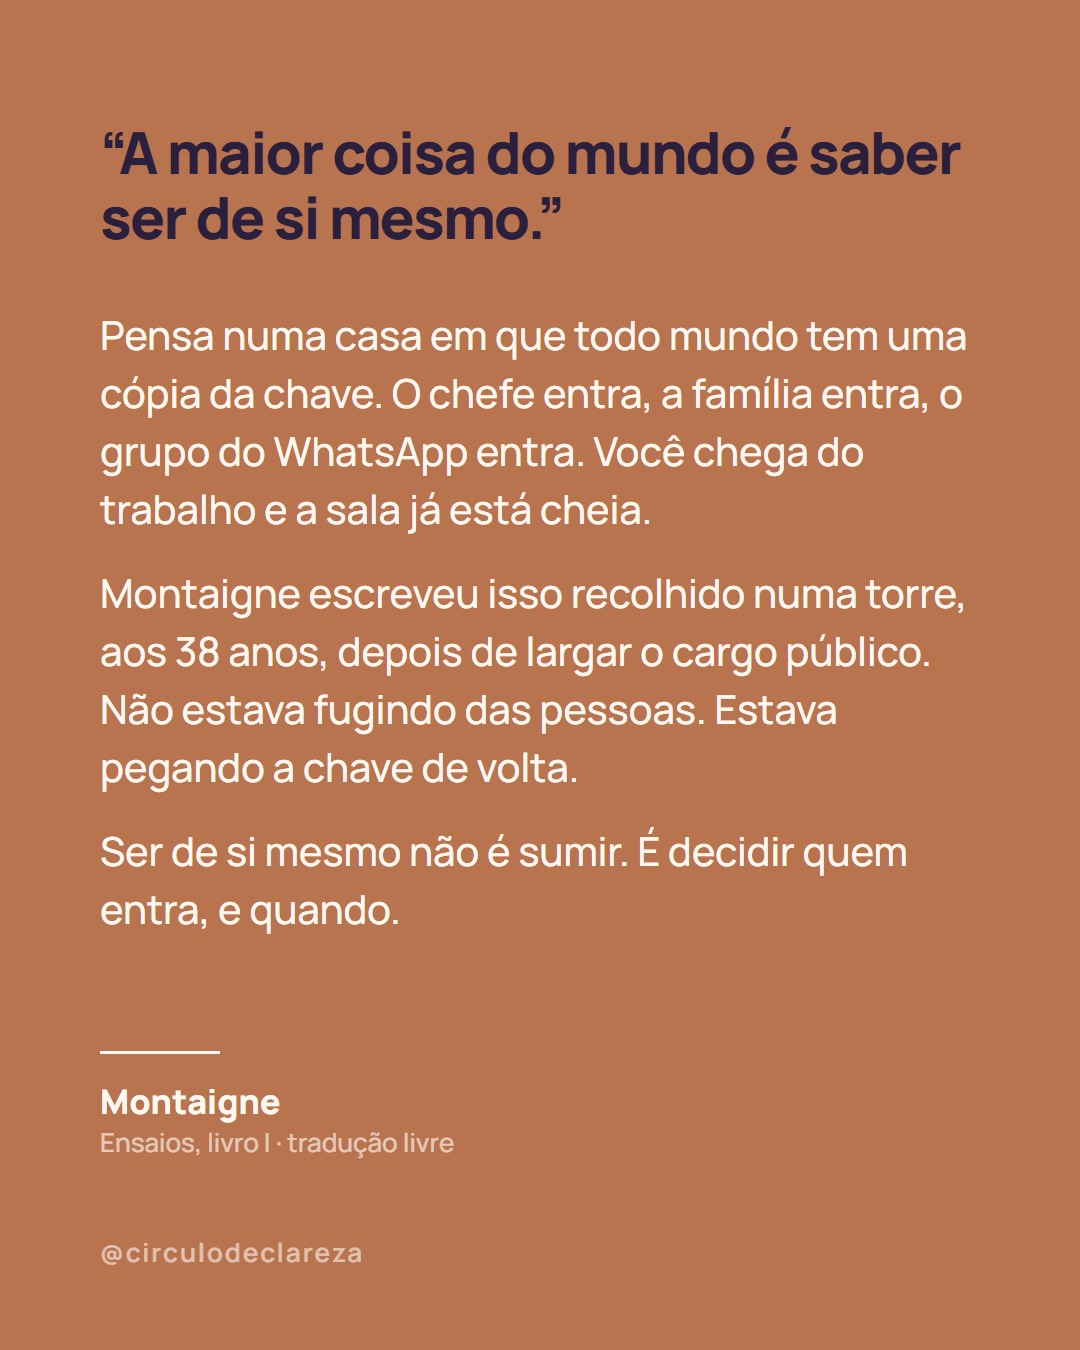 “A maior coisa do mundo é saber
ser de si mesmo.”
Pensa numa casa em que todo mundo tem uma
cópia da chave. O chefe entra, a família entra, o
grupo do WhatsApp entra. Você chega do
trabalho e a sala já está cheia.
Montaigne escreveu isso recolhido numa torre,
aos 38 anos, depois de largar o cargo público.
Não estava fugindo das pessoas. Estava
pegando a chave de volta.
Ser de si mesmo não é sumir. É decidir quem
entra, e quando.
Montaigne
Ensaios, livro I · tradução livre
@circulodeclareza